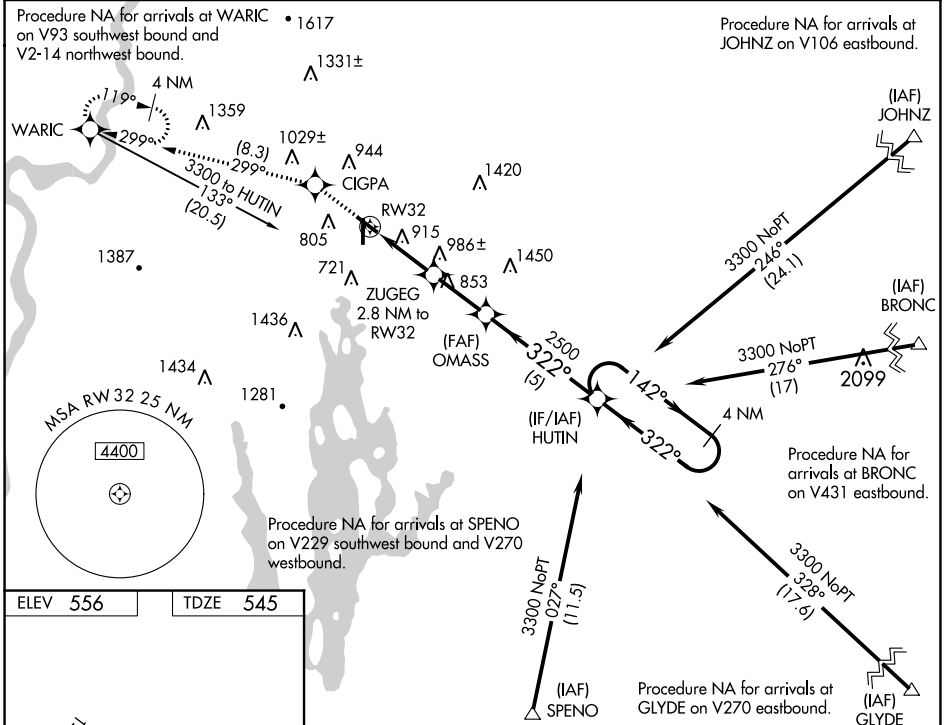 Procedure NA for arrivals at WARIC
on V93 southwest bound and
V2-14 northwest bound.
1617
Procedure NA for arrivals at
JOHNZ on V106 eastbound.
1331±
4 NM
119°
1359
(IAF)
JOHNZ
WARIC
299°
(8.3)
299°
1029±
944
3300 to HUTIN
133°
(20.5)
CIGPA
1420
RW32
805
915
986±
3300 NoPT
246°
(24.1)
1387
721
853
1450
ZUGEG
2.8 NM to
RW32
(IAF)
BRONC
1436
(FAF)
OMASS
2500
322°
(5)
3300 NoPT
276°
(17)
2099
1434
142°
1281
4 NM
MSA RW32 25 NM
(IF/IAF)
HUTIN
322°
4400
Procedure NA for
arrivals at BRONC
on V431 eastbound.
Procedure NA for arrivals at SPENO
on V229 southwest bound and V270
westbound.
3300 NoPT
027°
(11.5)
3300 NoPT
328°
(17.6)
ELEV 556
TDZE 545
(IAF)
SPENO
Procedure NA for arrivals at
GLYDE on V270 eastbound.
(IAF)
GLYDE